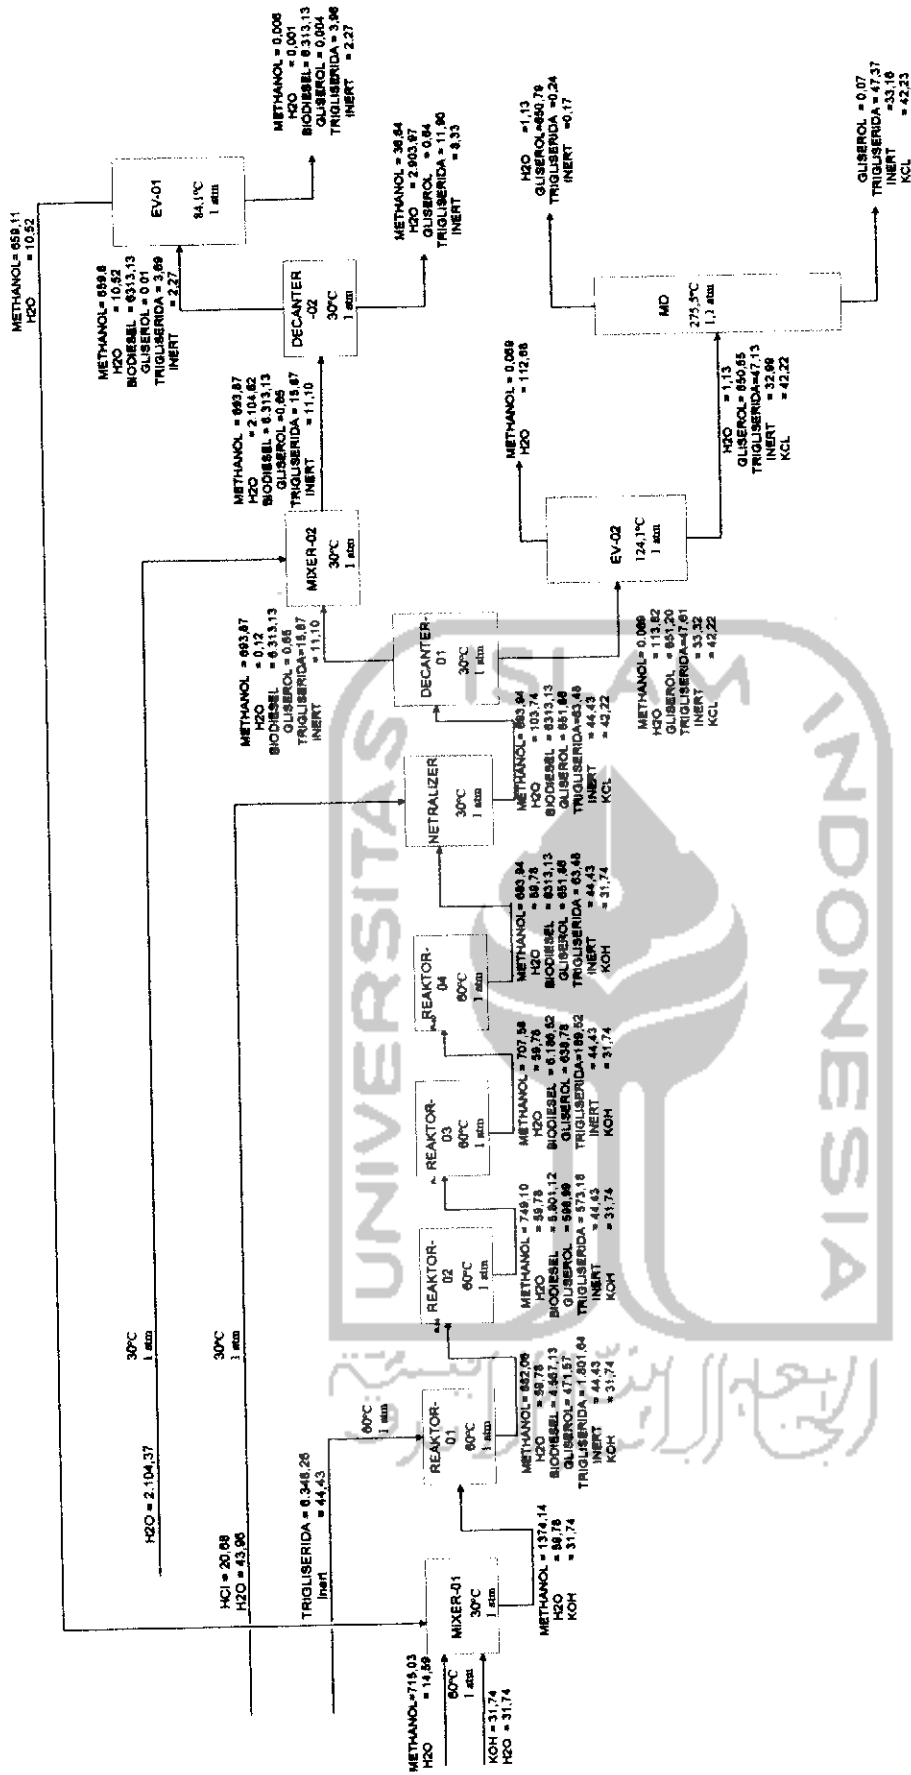 METHANOL=715,03
H2O = 14,59
60°C
1 atm
KOH = 31,74
H2O = 31,74
MIXER-01
30°C
1 atm
METHANOL = 1374,14
H2O = 59,78
KOH = 31,74
TRIGLISERIDA = 6.348,26
Inert = 44,43
60°C
1 atm
HCl = 20,68
H2O = 43,96
30°C
1 atm
H2O = 2.104,37
30°C
1 atm
REAKTOR-
01
60°C
1 atm
METHANOL = 882,06
H2O = 59,78
BIODIESEL = 4.567,13
GLISEROL = 471,57
TRIGLISERIDA = 1.801,64
INERT = 44,43
KOH = 31,74
REAKTOR-
02
60°C
1 atm
METHANOL = 749,10
H2O = 59,78
BIODIESEL = 5.801,12
GLISEROL = 598,99
TRIGLISERIDA = 573,18
INERT = 44,43
KOH = 31,74
REAKTOR-
03
60°C
1 atm
METHANOL = 707,58
H2O = 59,78
BIODIESEL = 6.186,52
GLISEROL = 638,78
TRIGLISERIDA=189,52
INERT = 44,43
KOH = 31,74
REAKTOR-
04
60°C
1 atm
METHANOL = 693,94
H2O = 59,78
BIODIESEL = 6313,13
GLISEROL = 651,86
TRIGLISERIDA = 63,48
INERT = 44,43
KOH = 31,74
NETRALIZER
30°C
1 atm
METHANOL= 693,94
H2O = 103,74
BIODIESEL = 6313,13
GLISEROL = 651,86
TRIGLISERIDA=63,48
INERT = 44,43
KCL = 42,22
DECANTER-
01
30°C
1 atm
METHANOL = 693,87
H2O = 0,12
BIODIESEL = 6.313,13
GLISEROL = 0,65
TRIGLISERIDA=15,87
INERT = 11,10
METHANOL= 0,069
H2O = 113,82
GLISEROL = 651,20
TRIGLISERIDA=47,61
INERT = 33,32
KCL = 42,22
MIXER-02
30°C
1 atm
METHANOL = 693,87
H2O = 2.104,62
BIODIESEL = 6.313,13
GLISEROL =0,65
TRIGLISERIDA = 15,87
INERT = 11,10
EV-02
124,1°C
1 atm
METHANOL = 0,069
H2O = 112,68
H2O = 1,13
GLISEROL=650,55
TRIGLISERIDA=47,13
INERT = 32,99
KCL = 42,22
DECANTER
-02
30°C
1 atm
METHANOL= 659,6
H2O = 10,52
BIODIESEL = 6313,13
GLISEROL = 0,01
TRIGLISERIDA = 3,69
INERT = 2,27
METHANOL = 36,64
H2O = 2.903,97
GLISEROL = 0,64
TRIGLISERIDA = 11,90
INERT = 8,33
EV-01
84,1°C
1 atm
METHANOL= 659,11
H2O = 10,52
METHANOL = 0,006
H2O = 0,001
BIODIESEL= 6.313,13
GLISEROL = 0,004
TRIGLISERIDA = 3,96
INERT = 2,27
MD
275,5°C
1,1 atm
H2O =1,13
GLISEROL=650,79
TRIGLISERIDA =0,24
INERT =0,17
GLISEROL = 0,07
TRIGLISERIDA = 47,37
INERT =33,16
KCL = 42,23
UNIVERSITAS
ISLAM
INDONESIA